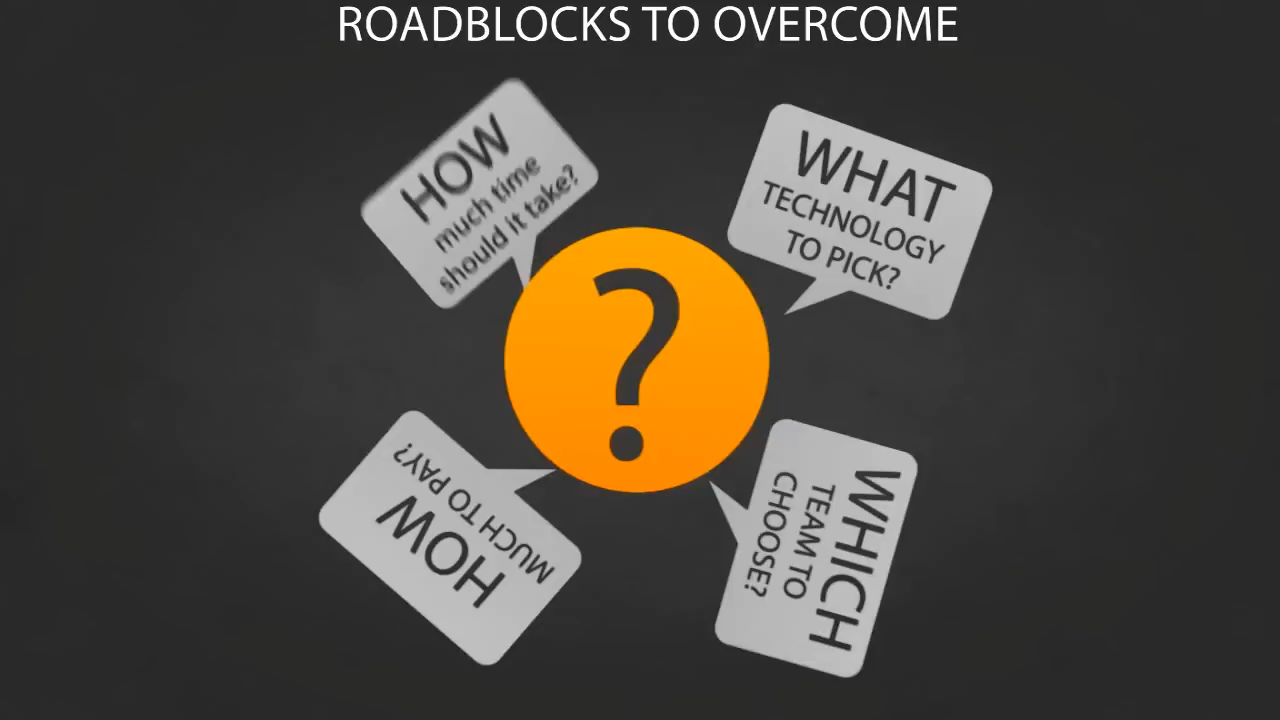 ROADBLOCKS TO OVERCOME
HOW
much time
should it take?
WHAT
TECHNOLOGY
TO PICK?
?
HOW
MUCH TO PAY?
WHICH
TEAM TO
CHOOSE?